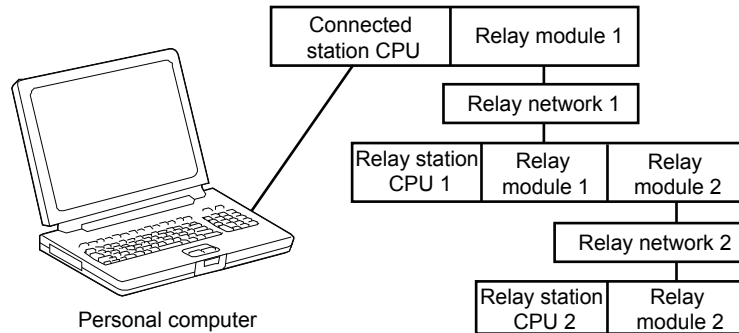 Connected
station CPU
Relay module 1
Relay network 1
Relay station
CPU 1
Relay
module 1
Relay
module 2
Relay network 2
Relay station
CPU 2
Relay
module 2
Personal computer